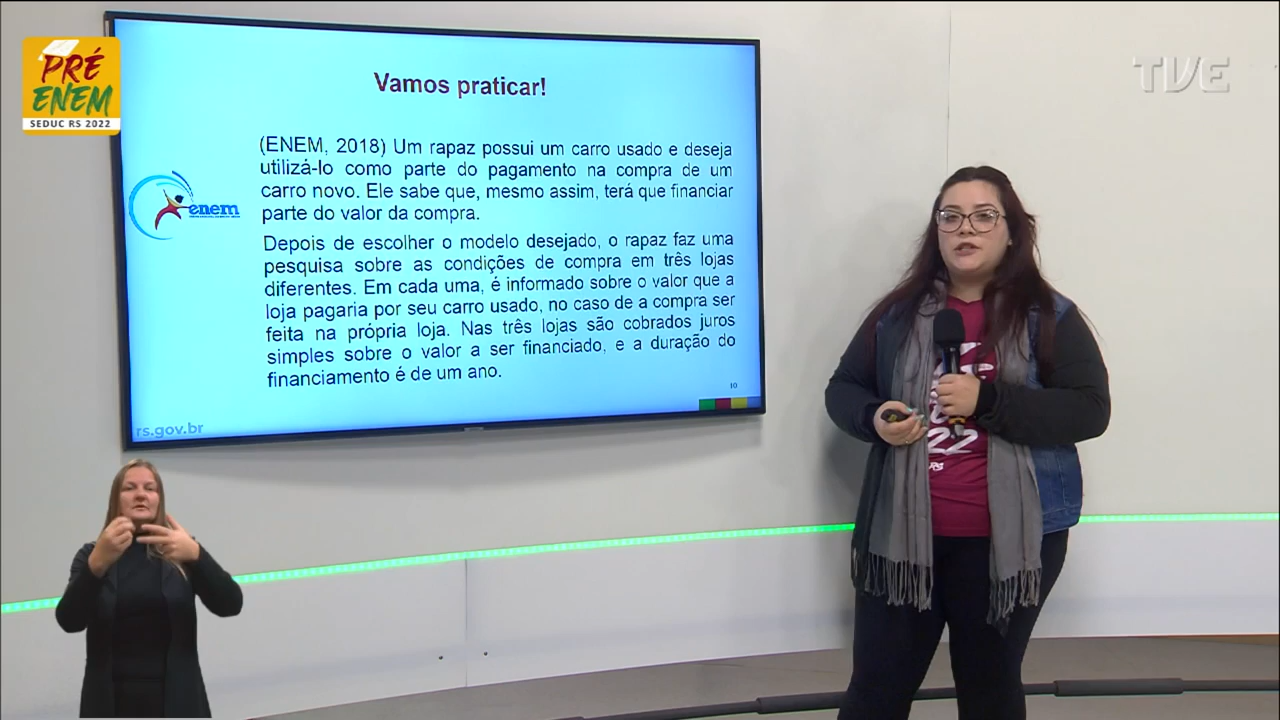 PRÉ
ENEM
SEDUC RS 2022
TVE
Vamos praticar!
(ENEM, 2018) Um rapaz possui um carro usado e deseja
utilizá-lo como parte do pagamento na compra de um
carro novo. Ele sabe que, mesmo assim, terá que financiar
parte do valor da compra.
enem
Depois de escolher o modelo desejado, o rapaz faz uma
pesquisa sobre as condições de compra em três lojas
diferentes. Em cada uma, é informado sobre o valor que a
loja pagaria por seu carro usado, no caso de a compra ser
feita na própria loja. Nas três lojas são cobrados juros
simples sobre o valor a ser financiado, e a duração do
financiamento é de um ano.
10
rs.gov.br
22